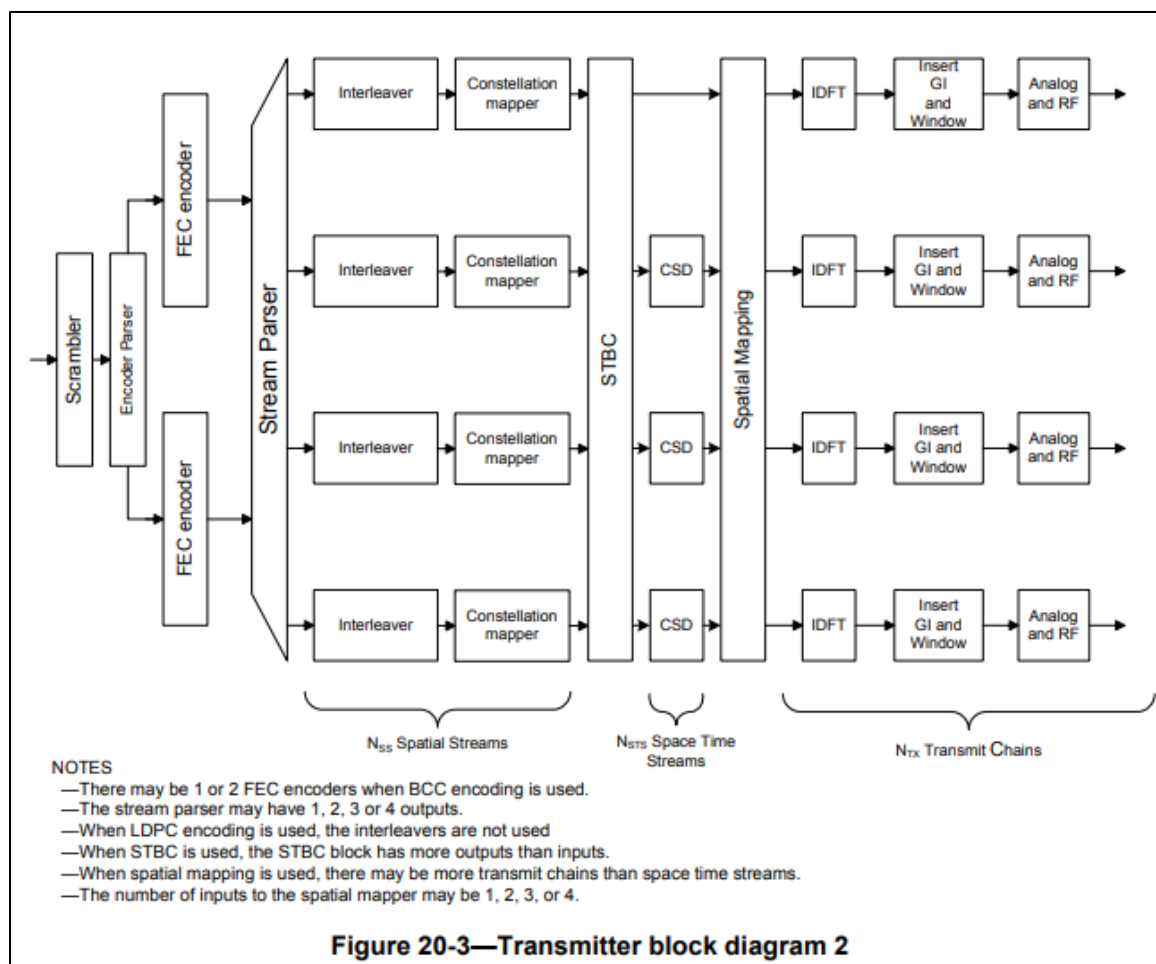 Scrambler
Encoder Parser
FEC encoder
FEC encoder
Stream Parser
Interleaver
Constellation
mapper
Interleaver
Constellation
mapper
Interleaver
Constellation
mapper
Interleaver
Constellation
mapper
STBC
CSD
CSD
CSD
Spatial Mapping
IDFT
Insert
GI
and
Window
Analog
and RF
IDFT
Insert
GI and
Window
Analog
and RF
IDFT
Insert
GI and
Window
Analog
and RF
IDFT
Insert
GI and
Window
Analog
and RF
NSS Spatial Streams
NSTS Space Time
Streams
NTX Transmit Chains
NOTES
—There may be 1 or 2 FEC encoders when BCC encoding is used.
—The stream parser may have 1, 2, 3 or 4 outputs.
—When LDPC encoding is used, the interleavers are not used
—When STBC is used, the STBC block has more outputs than inputs.
—When spatial mapping is used, there may be more transmit chains than space time streams.
—The number of inputs to the spatial mapper may be 1, 2, 3, or 4.
Figure 20-3—Transmitter block diagram 2